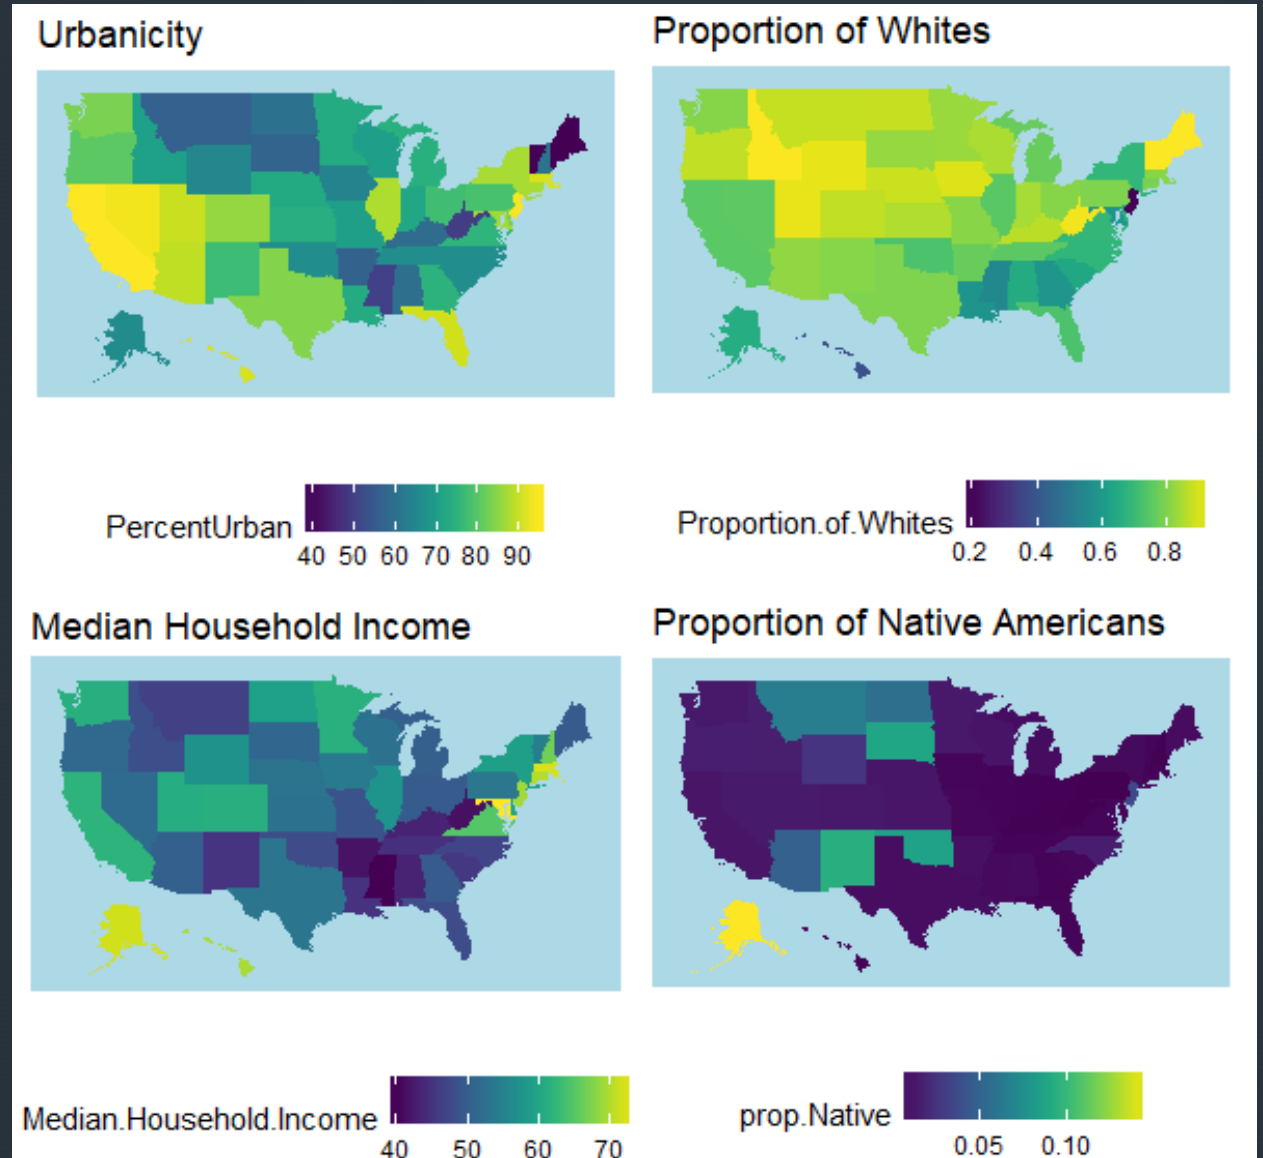 Urbanicity
Proportion of Whites
PercentUrban
40 50 60 70 80 90
Proportion.of.Whites
0.2 0.4 0.6 0.8
Median Household Income
Proportion of Native Americans
Median.Household.Income
40 50 60 70
prop.Native
0.05 0.10